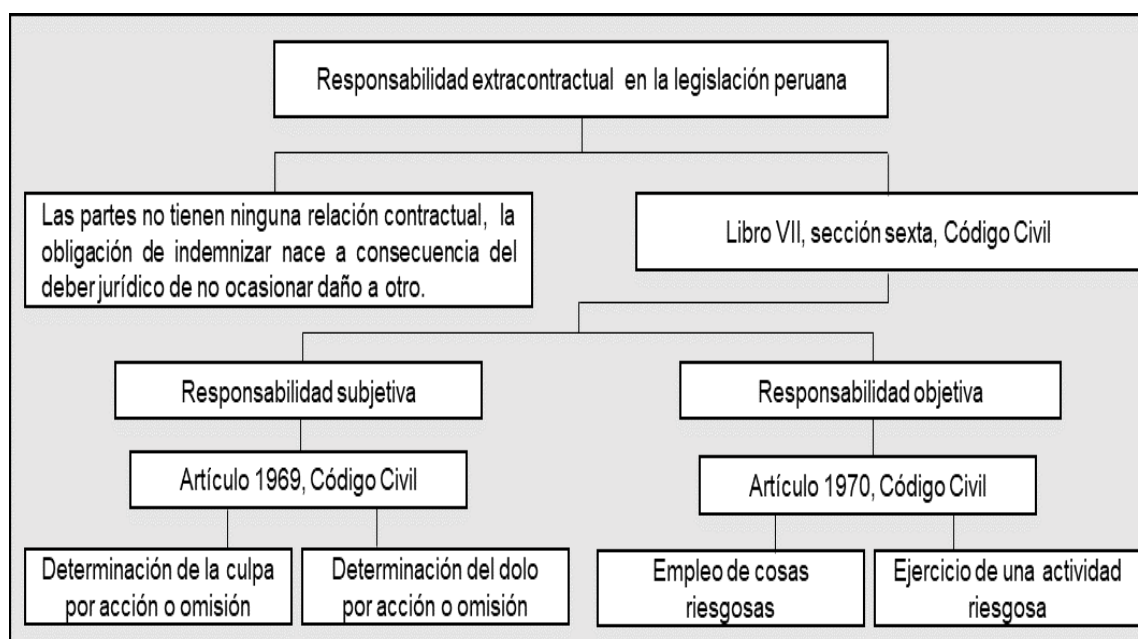 Responsabilidad extracontractual en la legislación peruana
Las partes no tienen ninguna relación contractual, la
obligación de indemnizar nace a consecuencia del
deber jurídico de no ocasionar daño a otro.
Libro VII, sección sexta, Código Civil
Responsabilidad subjetiva
Responsabilidad objetiva
Artículo 1969, Código Civil
Artículo 1970, Código Civil
Determinación de la culpa
por acción o omisión
Determinación del dolo
por acción o omisión
Empleo de cosas
riesgosas
Ejercicio de una actividad
riesgosa